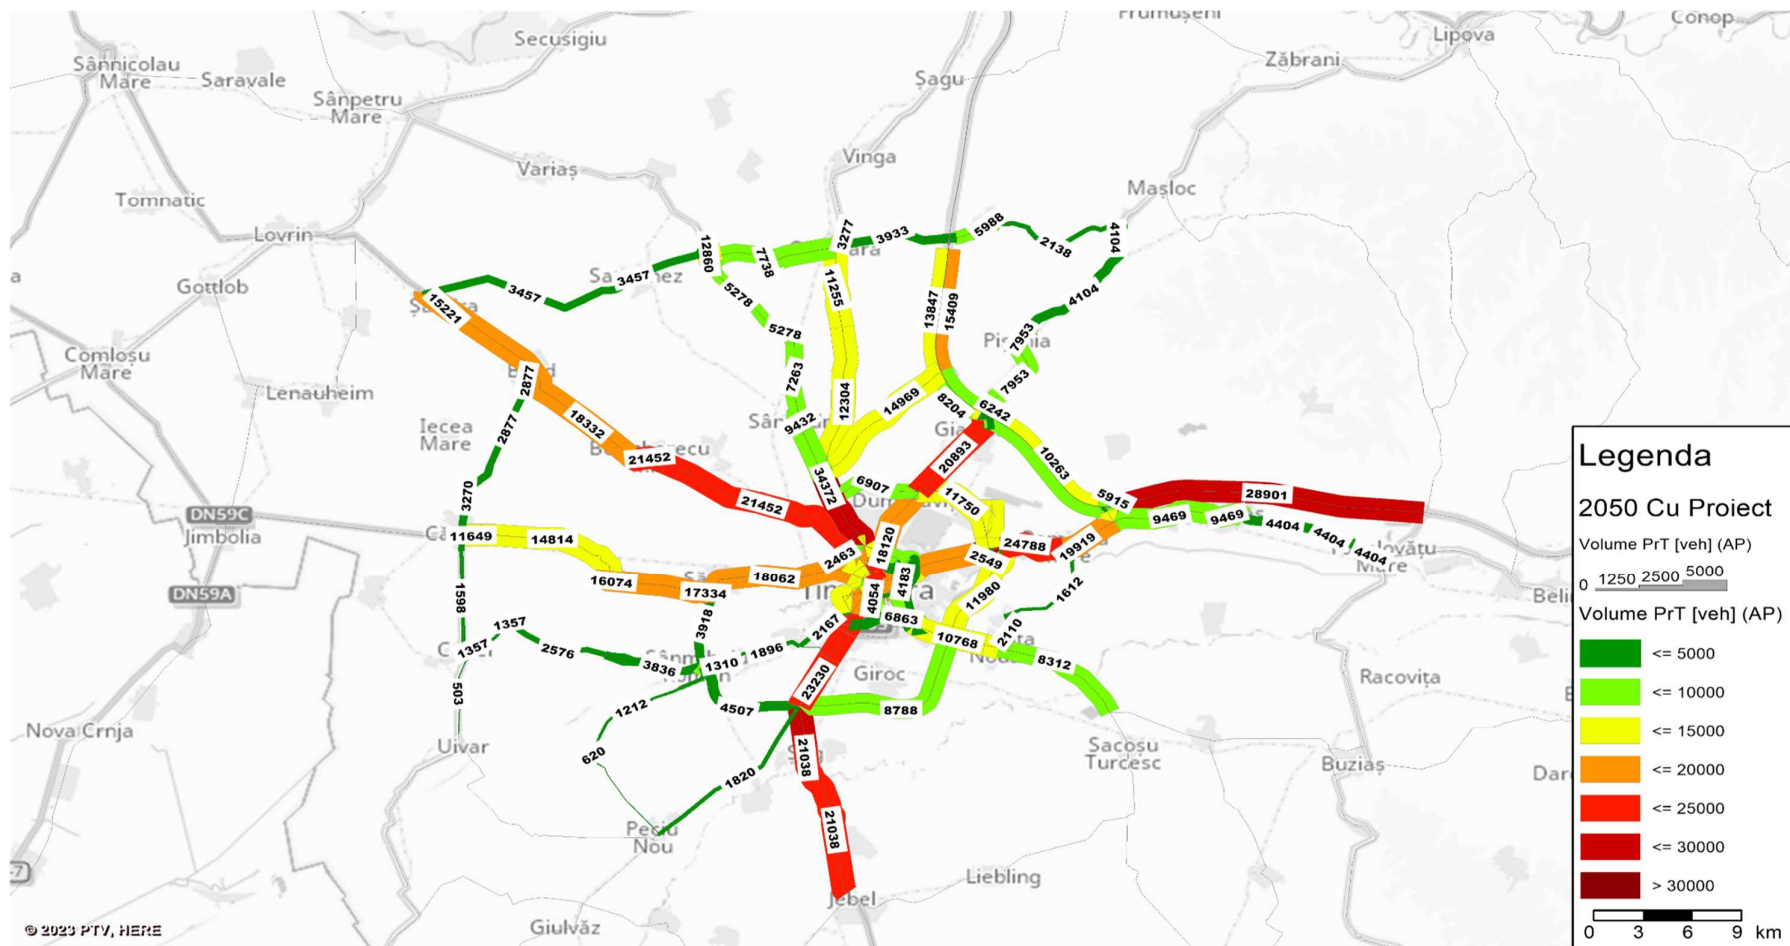 Frumușeni
Conop
Secusigiu
Lipova
Sânnicolau
Mare
Saravale
Șagu
Zăbrani
Sânpetru
Mare
Vinga
Variaș
Mașloc
Tomnatic
Lovrin
12860
7738
3277
3933
5988
2138
4104
3457
3457
5278
11255
13847
15409
4104
Gottlob
15221
5278
7953
Comloșu
Mare
2877
7263
7953
Lenauheim
12304
14969
8204
6242
Iecea
Mare
2877
18332
9432
21452
20893
10263
Legenda
2050 Cu Proiect
Volume PrT [veh] (AP)
0 1250 2500 5000
Volume PrT [veh] (AP)
<= 5000
<= 10000
<= 15000
<= 20000
<= 25000
<= 30000
> 30000
0 3 6 9 km
3270
21452
34372
6907
11750
5915
28901
9469
9469
4404
4404
4404
DN59C
Jimbolia
11649
14814
18120
2463
2549
24788
19919
DN59A
16074
17334
18062
4054
4183
11980
1612
1598
1357
1357
2576
3918
2167
6863
10768
2110
8312
3836
1310
1896
Giroc
Racovița
503
1212
4507
23230
8788
Nova Crnja
Uivar
620
1820
21038
Sacoșu
Turcesc
Buziaș
21038
Peciu
Nou
Liebling
Jebel
Giulvăz
© 2023 PTV, HERE